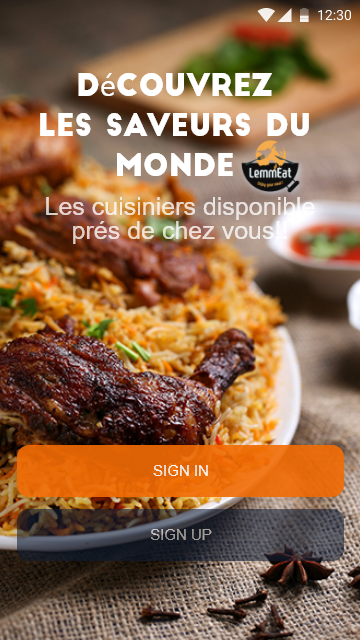 12:30
DéCOUVREZ
LES SAVEURS DU
MONDE
LemmEat
Les cuisiniers disponible
prés de chez vous!!
SIGN IN
SIGN UP